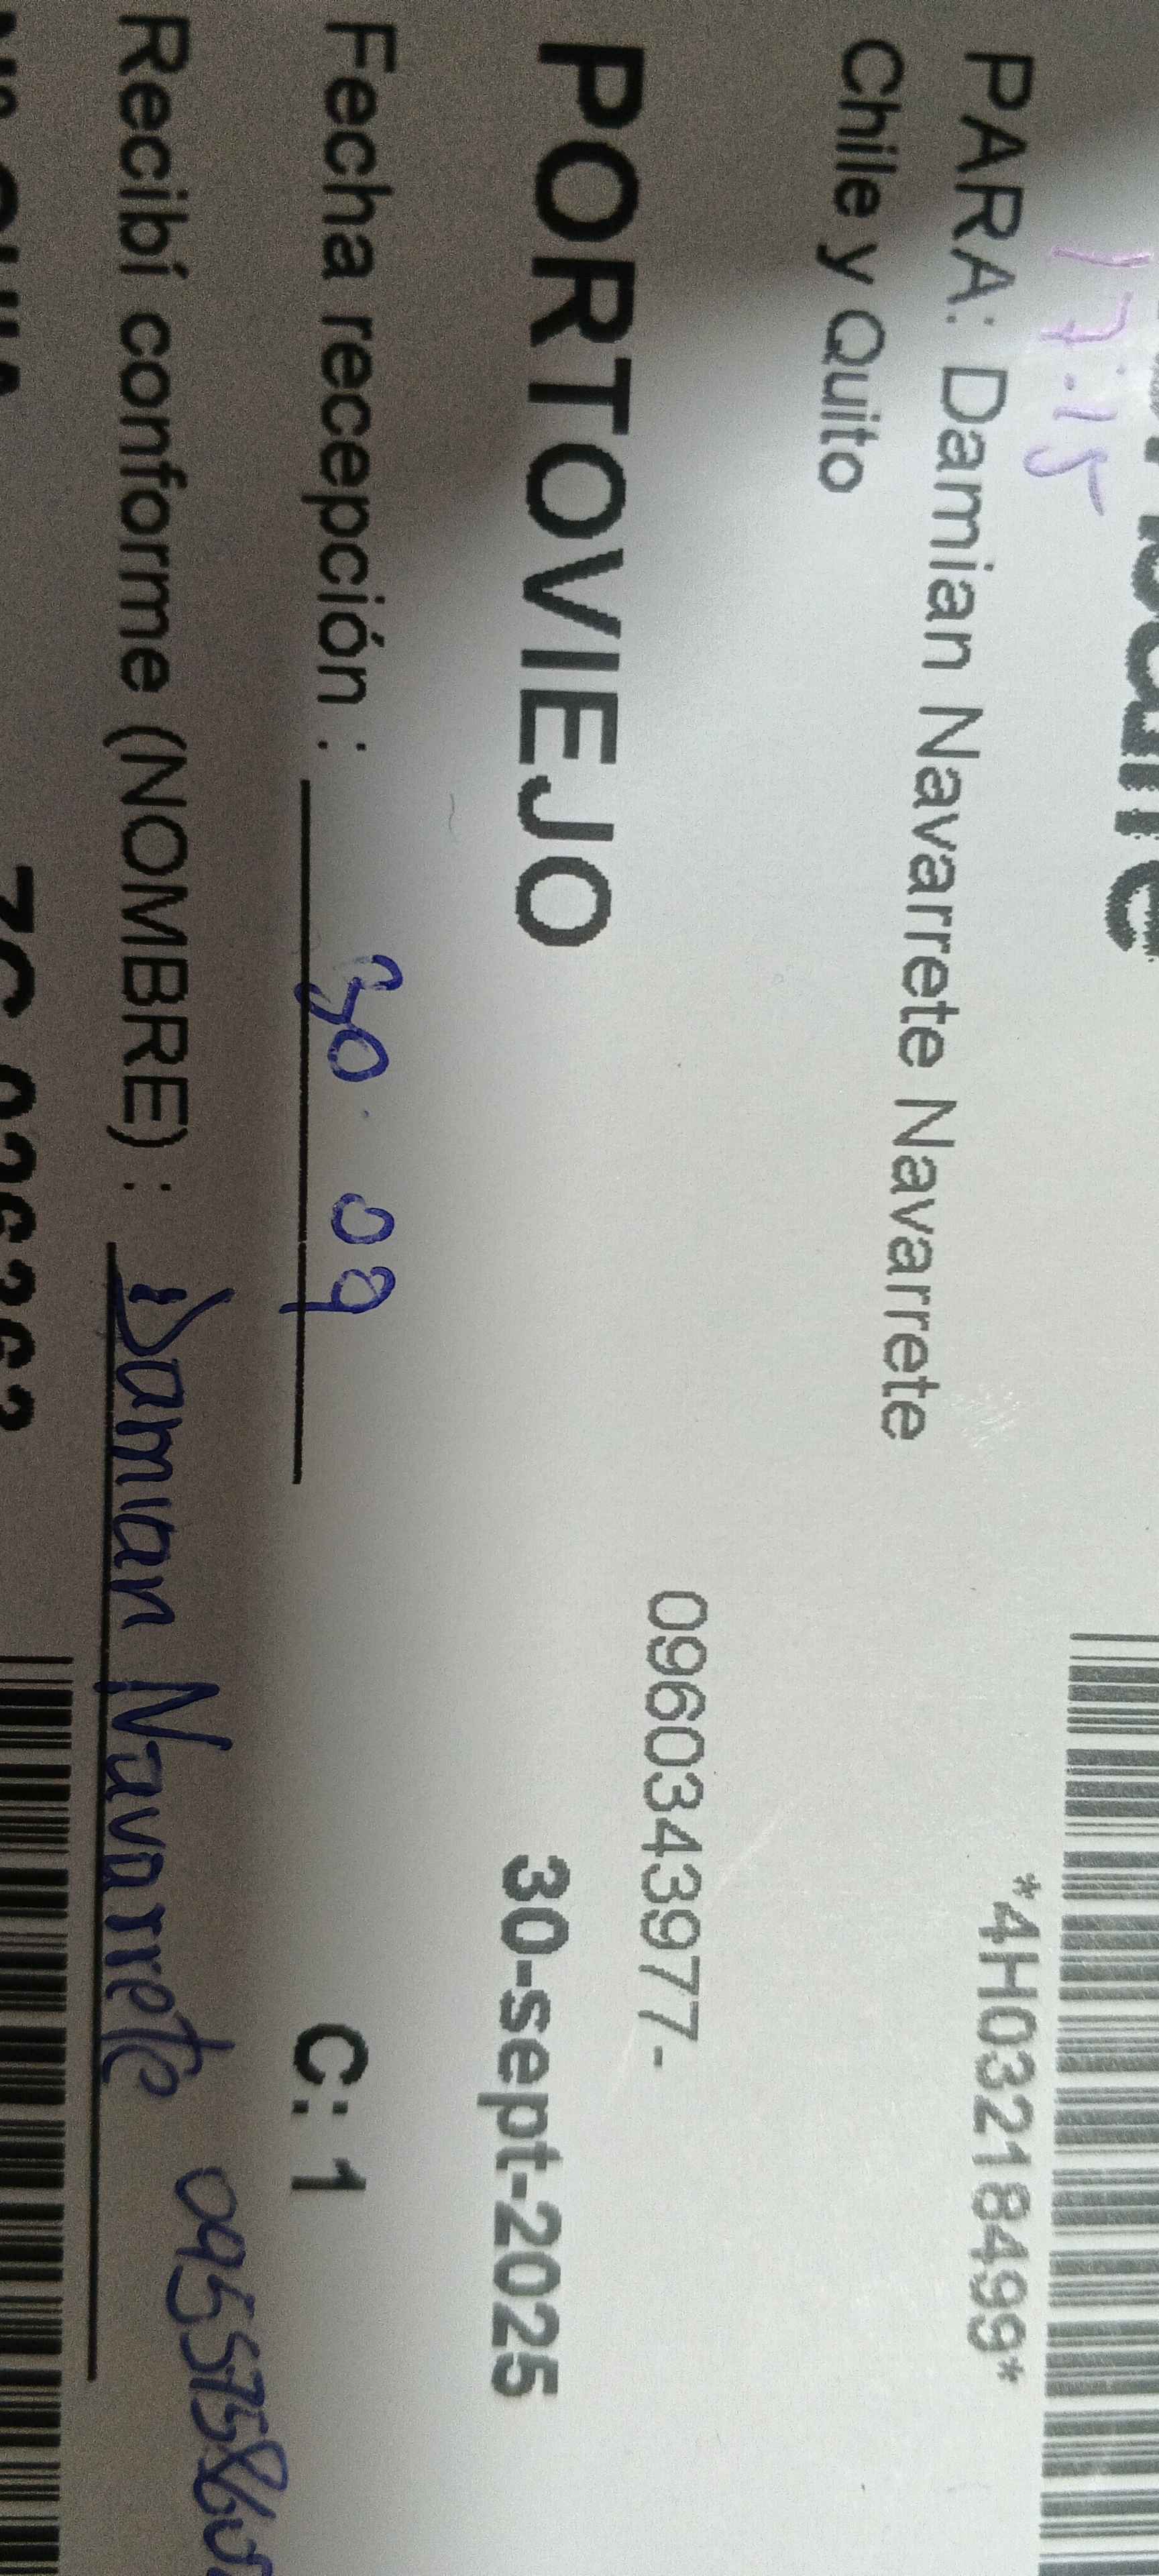 17:15
PARA: Damian Navarrete Navarrete
*4H03218499*
Chile y Quito
0960343977-
PORTOVIEJO
30-sept-2025
Fecha recepción : 30. 09
C: 1
Recibí conforme (NOMBRE) : Damian Navarrete